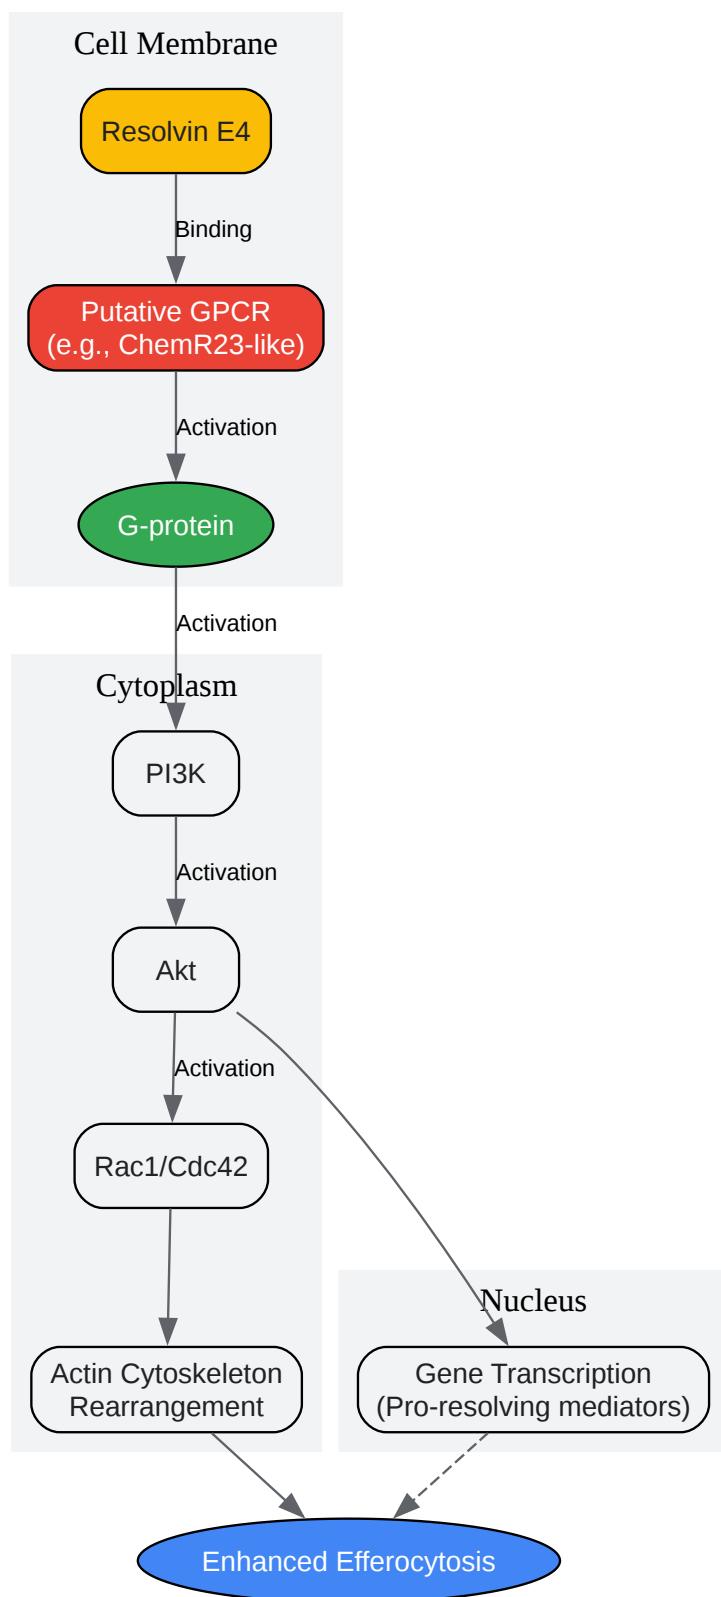 Cell Membrane
Resolvin E4
Binding
Putative GPCR
(e.g., ChemR23-like)
Activation
G-protein
Activation
Cytoplasm
PI3K
Activation
Akt
Activation
Rac1/Cdc42
Nucleus
Actin Cytoskeleton
Rearrangement
Gene Transcription
(Pro-resolving mediators)
Enhanced Efferocytosis